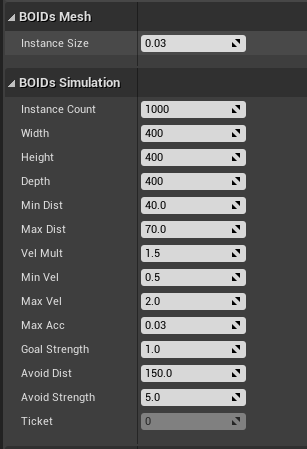 BOIDs Mesh
Instance Size 0.03
BOIDs Simulation
Instance Count 1000
Width 400
Height 400
Depth 400
Min Dist 40.0
Max Dist 70.0
Vel Mult 1.5
Min Vel 0.5
Max Vel 2.0
Max Acc 0.03
Goal Strength 1.0
Avoid Dist 150.0
Avoid Strength 5.0
Ticket 0